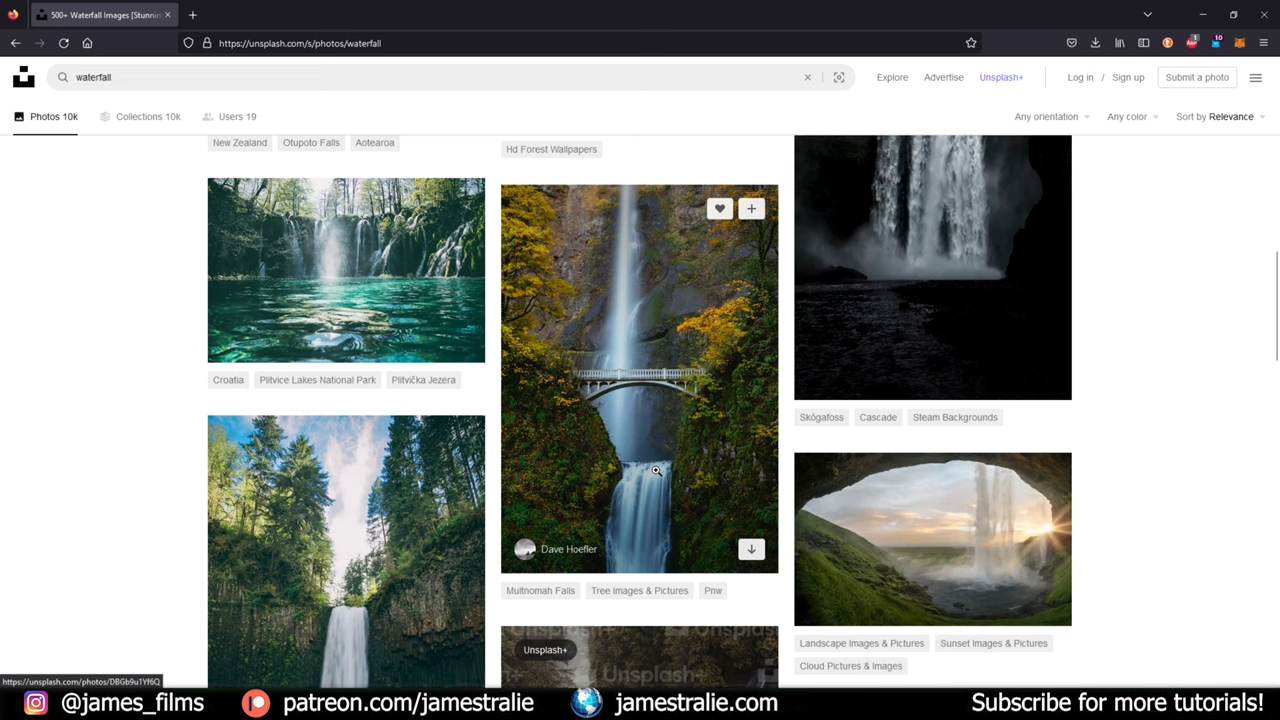 500+ Waterfall Images [Stunnin
https://unsplash.com/s/photos/waterfall
1
10
waterfall
Explore
Advertise
Unsplash+
Log in / Sign up
Submit a photo
Photos 10k
Collections 10k
Users 19
Any orientation
Any color
Sort by Relevance
New Zealand
Otupoto Falls
Aotearoa
Hd Forest Wallpapers
Croatia
Plitvice Lakes National Park
Plitvička Jezera
Skógafoss
Cascade
Steam Backgrounds
Dave Hoefler
Multnomah Falls
Tree Images & Pictures
Pnw
Unsplash+
Landscape Images & Pictures
Sunset Images & Pictures
Cloud Pictures & Images
Unsplash+
https://unsplash.com/photos/DBGb9u1Yf6Q
@james_films
patreon.com/jamestralie
jamestralie.com
Subscribe for more tutorials!